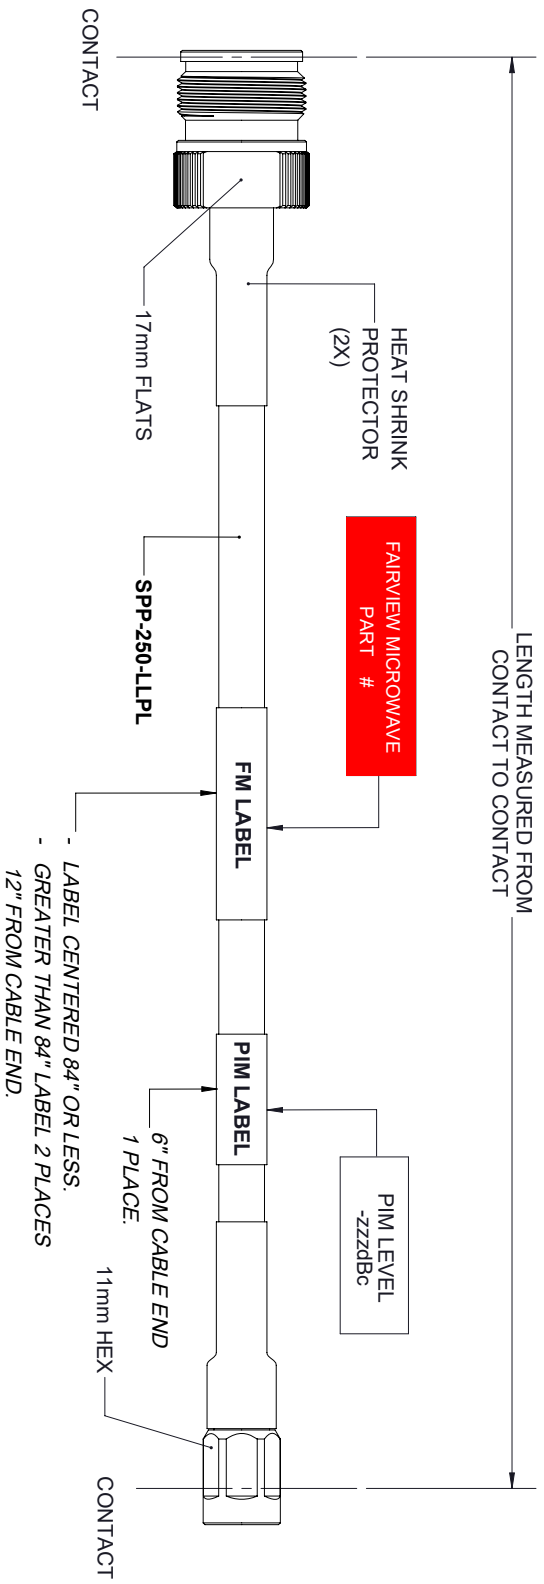 LENGTH MEASURED FROM
CONTACT TO CONTACT
HEAT SHRINK
PROTECTOR
(2X)
FAIRVIEW MICROWAVE
PART #
PIM LEVEL
-zzzdBc
FM LABEL
PIM LABEL
CONTACT
17mm FLATS
SPP-250-LLPL
6" FROM CABLE END
1 PLACE.
11mm HEX
CONTACT
- LABEL CENTERED 84" OR LESS.
- GREATER THAN 84" LABEL 2 PLACES
12" FROM CABLE END.